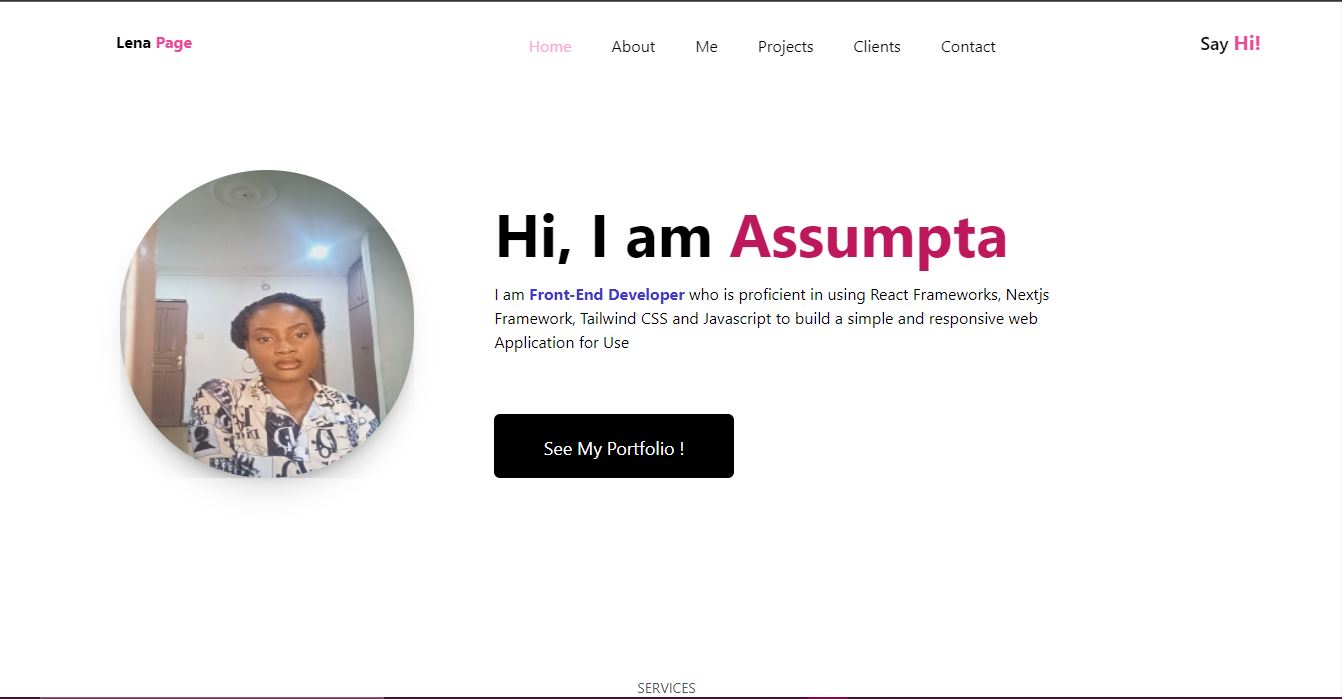 Lena Page
Home About Me Projects Clients Contact
Say Hi!
Hi, I am Assumpta
I am Front-End Developer who is proficient in using React Frameworks, Nextjs
Framework, Tailwind CSS and Javascript to build a simple and responsive web
Application for Use
See My Portfolio !
SERVICES